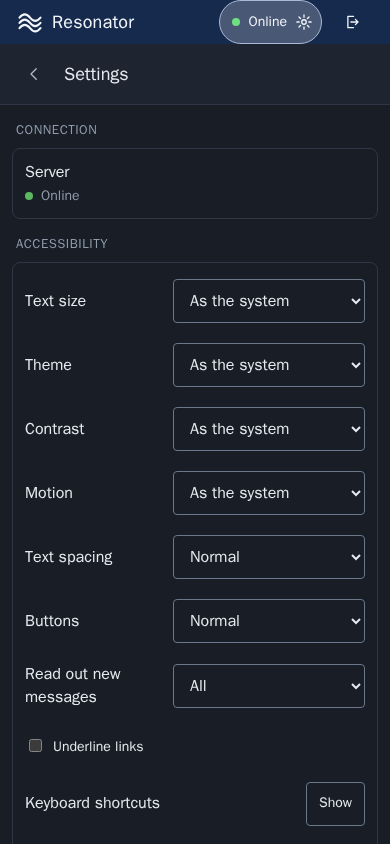 Resonator
Online
Settings
CONNECTION
Server
Online
ACCESSIBILITY
Text size
As the system
Theme
As the system
Contrast
As the system
Motion
As the system
Text spacing
Normal
Buttons
Normal
Read out new
messages
All
Underline links
Keyboard shortcuts
Show